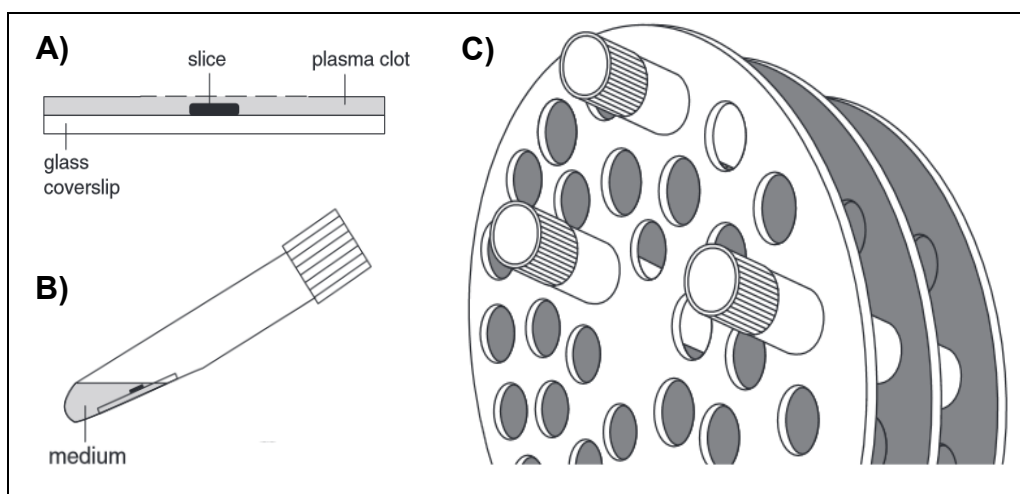 A)
slice
plasma clot
glass
coverslip
B)
medium
C)